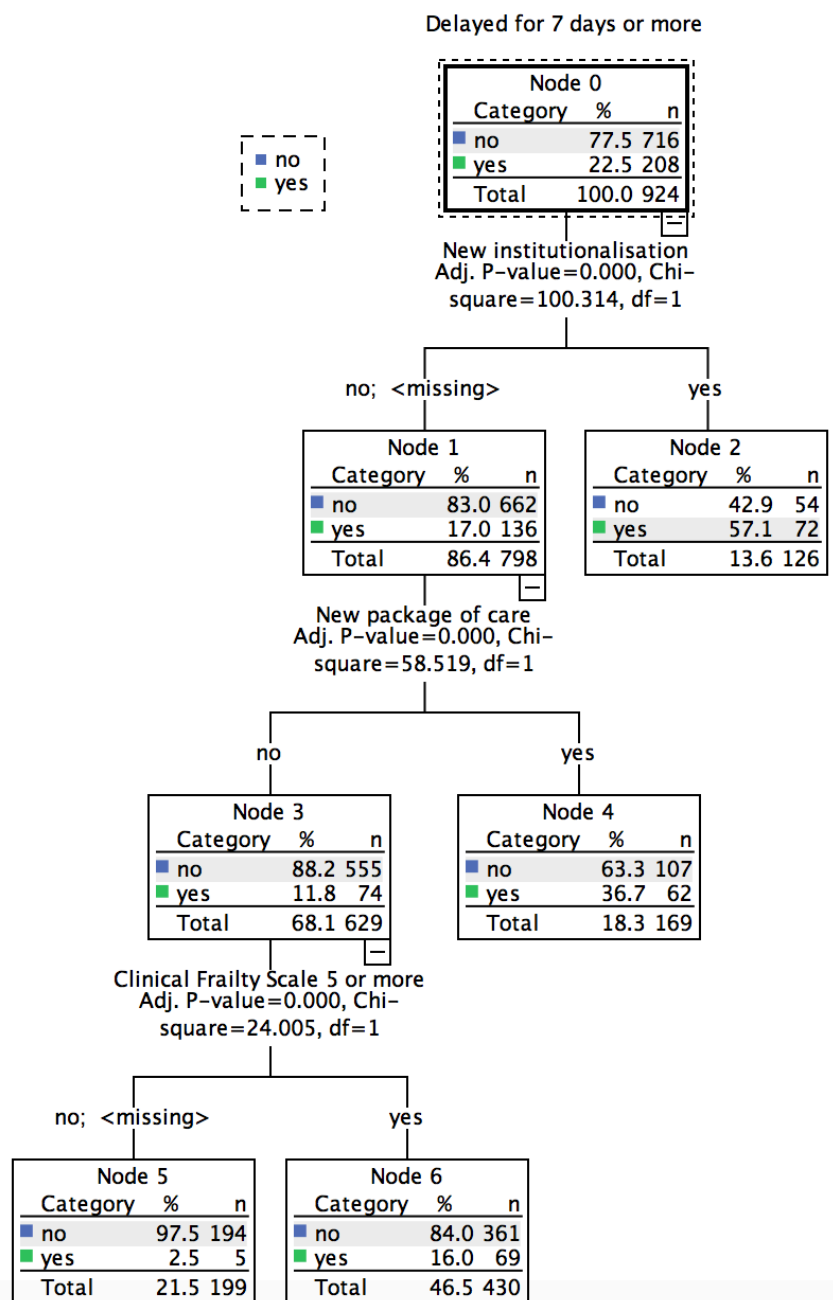 Delayed for 7 days or more
Node 0
Category % n
no 77.5 716
yes 22.5 208
Total 100.0 924
no
yes
New institutionalisation
Adj. P-value=0.000, Chi-
square=100.314, df=1
no; <missing>
yes
Node 1
Category % n
no 83.0 662
yes 17.0 136
Total 86.4 798
Node 2
Category % n
no 42.9 54
yes 57.1 72
Total 13.6 126
New package of care
Adj. P-value=0.000, Chi-
square=58.519, df=1
no
yes
Node 3
Category % n
no 88.2 555
yes 11.8 74
Total 68.1 629
Node 4
Category % n
no 63.3 107
yes 36.7 62
Total 18.3 169
Clinical Frailty Scale 5 or more
Adj. P-value=0.000, Chi-
square=24.005, df=1
no; <missing>
yes
Node 5
Category % n
no 97.5 194
yes 2.5 5
Total 21.5 199
Node 6
Category % n
no 84.0 361
yes 16.0 69
Total 46.5 430